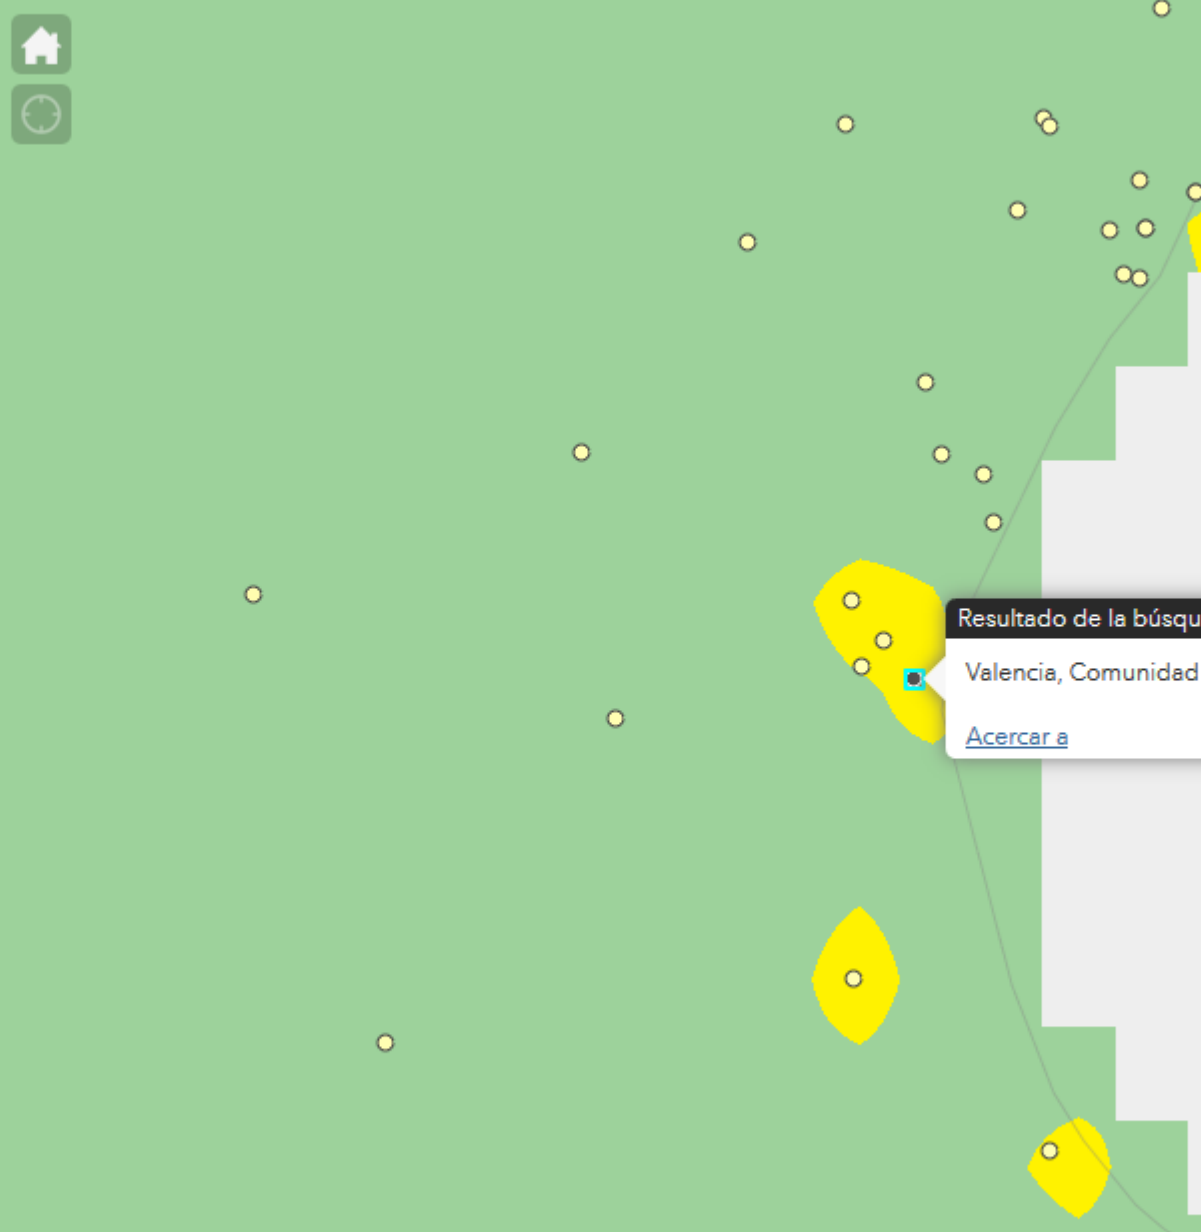 Resultado de la búsqu
Valencia, Comunidad
Acercar a